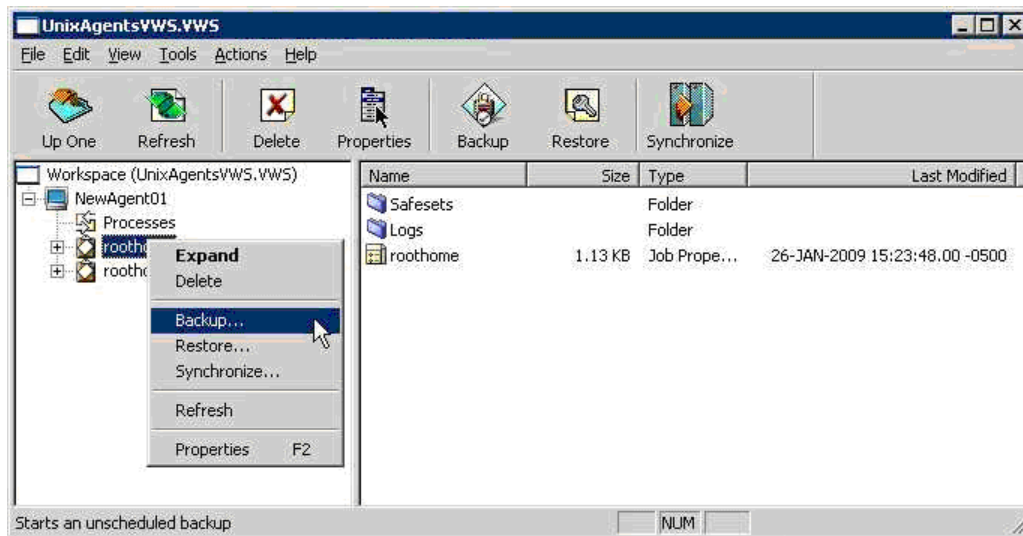 UnixAgentsVWS.VWS
File Edit View Tools Actions Help
Up One Refresh Delete Properties Backup Restore Synchronize
Workspace (UnixAgentsVWS.VWS)
NewAgent01
Processes
Expand
Delete
Backup...
Restore...
Synchronize...
Refresh
Properties F2
Name Size Type Last Modified
Safesets Folder
Logs Folder
roothome 1.13 KB Job Prope... 26-JAN-2009 15:23:48.00 -0500
Starts an unscheduled backup NUM